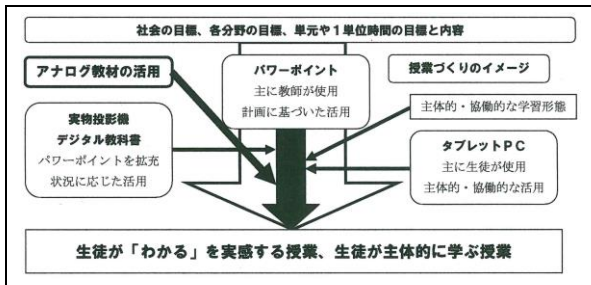 社会の目標、各分野の目標、単元や1単位時間の目標と内容
アナログ教材の活用
パワーポイント
主に教師が使用
計画に基づいた活用
授業づくりのイメージ
主体的・協働的な学習形態
実物投影機
デジタル教科書
パワーポイントを拡充
状況に応じた活用
タブレットPC
主に生徒が使用
主体的・協働的な活用
生徒が「わかる」を実感する授業、生徒が主体的に学ぶ授業